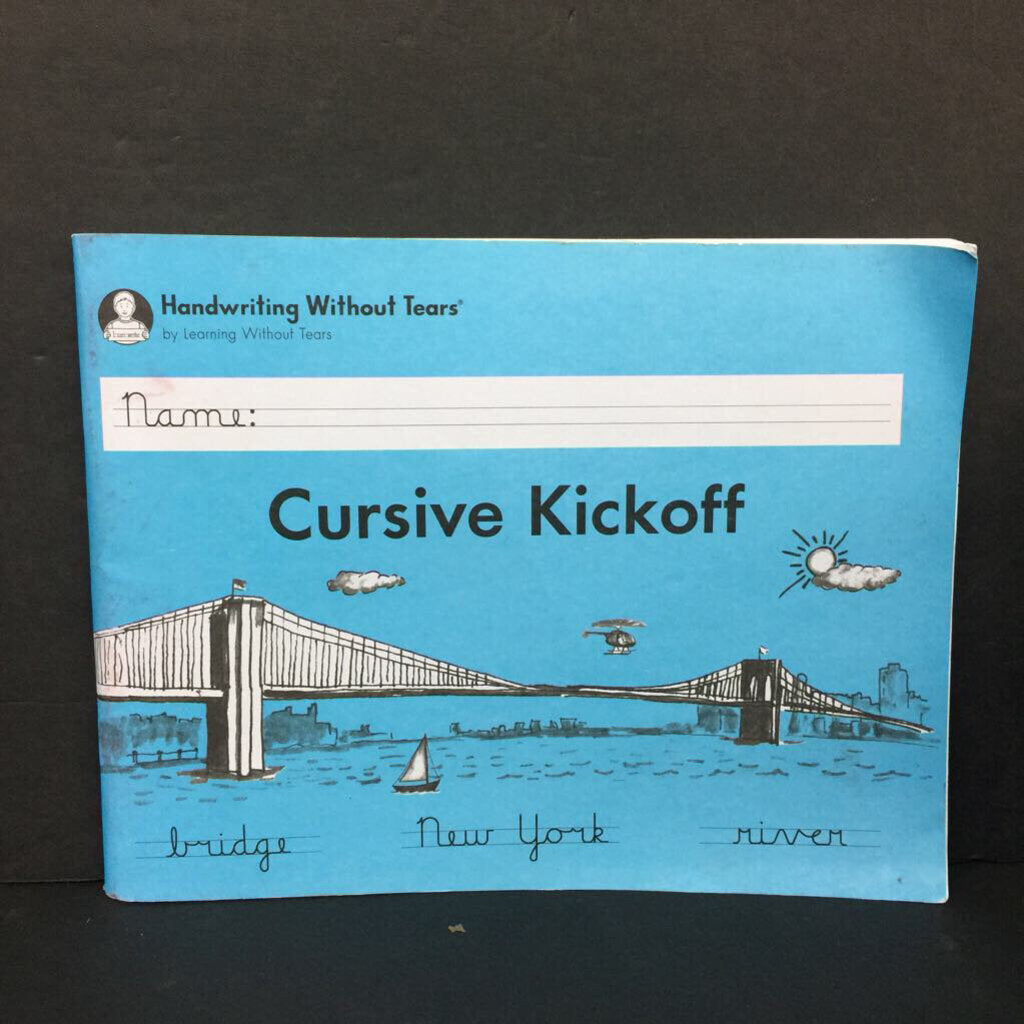 Handwriting Without Tears®
by Learning Without Tears
Name:
Cursive Kickoff
bridge New York river